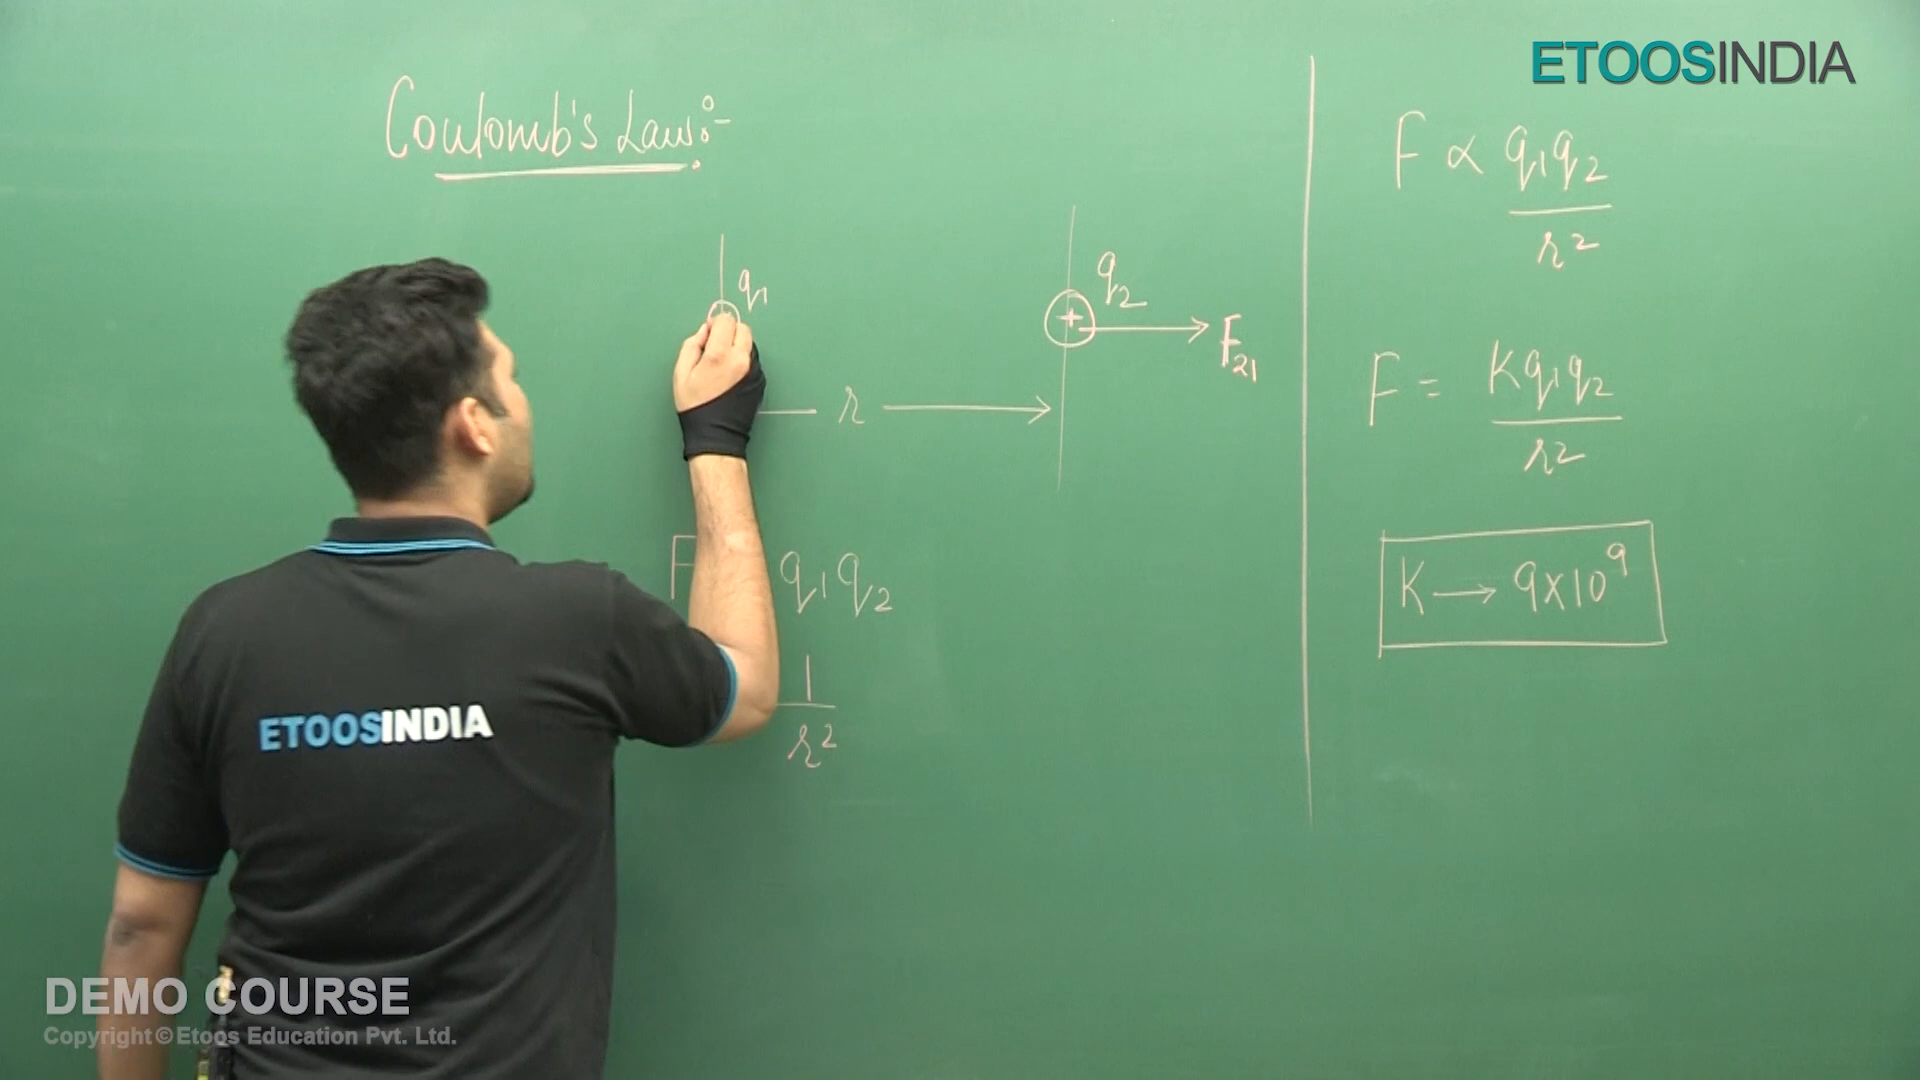 ETOOSINDIA
Coulomb's Law:-
q1
q2
F21
r
F
q1q2
1
r2
F ∝ q1q2
r2
F = Kq1q2
r2
K → 9x10^9
ETOOSINDIA
DEMO COURSE
Copyright © Etoos Education Pvt. Ltd.